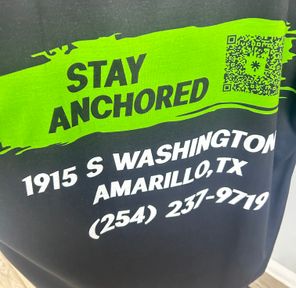 STAY
ANCHORED
1915 S WASHINGTON
AMARILLO, TX
(254) 237-9719